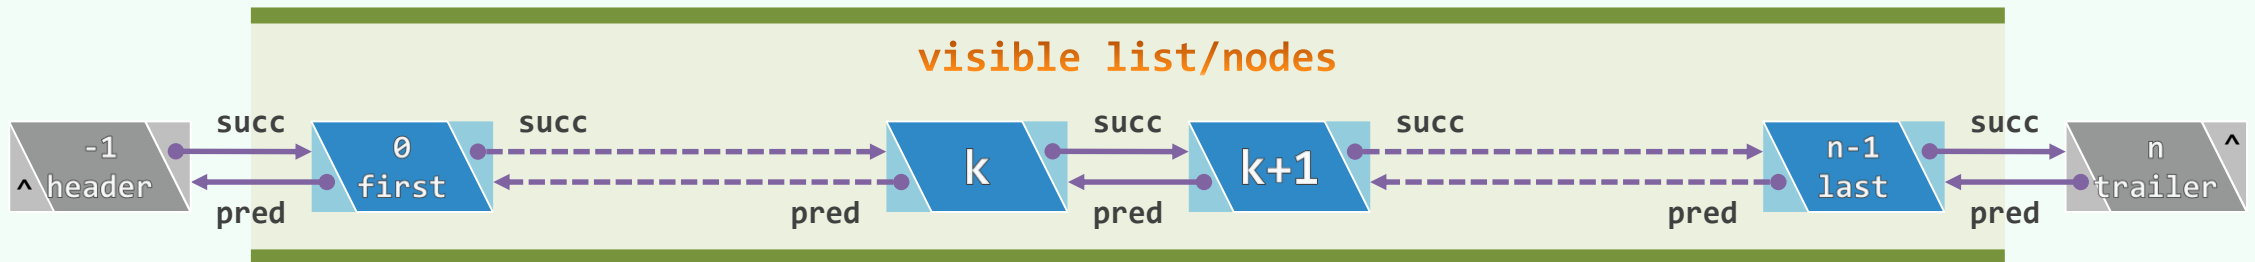 visible list/nodes
succ succ succ succ succ
^ -1 header
0 first
k
k+1
n-1 last
n trailer ^
pred pred pred pred pred